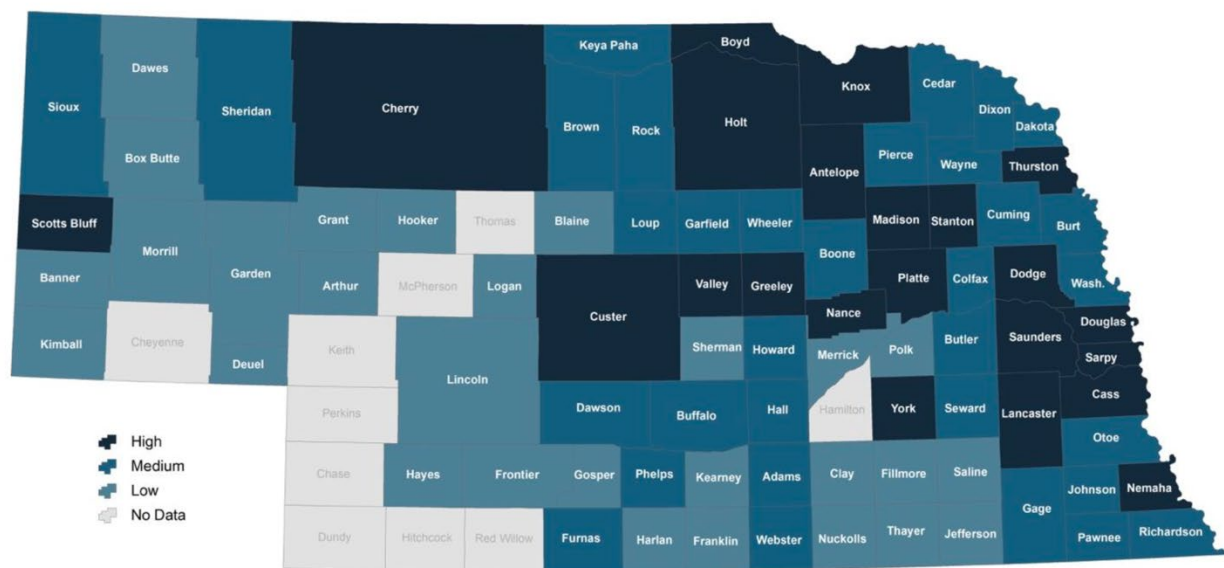 Keya Paha
Boyd
Dawes
Knox
Cedar
Sioux
Sheridan
Cherry
Holt
Dixon
Brown
Rock
Dakota
Box Butte
Pierce
Wayne
Thurston
Antelope
Scotts Bluff
Grant
Hooker
Thomas
Blaine
Loup
Garfield
Wheeler
Madison
Stanton
Cuming
Burt
Morrill
Boone
Banner
Garden
Arthur
McPherson
Logan
Valley
Greeley
Platte
Colfax
Dodge
Wash.
Custer
Nance
Douglas
Kimball
Cheyenne
Deuel
Keith
Lincoln
Sherman
Howard
Merrick
Polk
Butler
Saunders
Sarpy
Perkins
Dawson
Buffalo
Hall
Hamilton
York
Seward
Lancaster
Cass
Otoe
High
Medium
Low
No Data
Chase
Hayes
Frontier
Gosper
Phelps
Kearney
Adams
Clay
Fillmore
Saline
Gage
Johnson
Nemaha
Dundy
Hitchcock
Red Willow
Furnas
Harlan
Franklin
Webster
Nuckolls
Thayer
Jefferson
Pawnee
Richardson